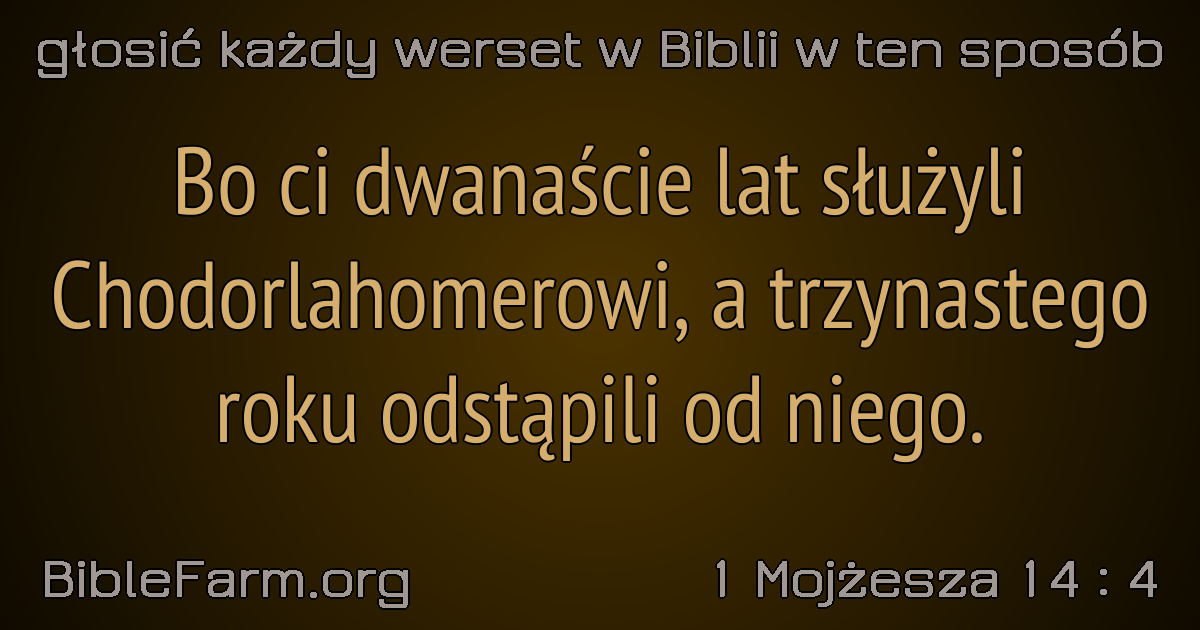 głosić każdy werset w Biblii w ten sposób
Bo ci dwanaście lat służyli
Chodorlahomerowi, a trzynastego
roku odstąpili od niego.
BibleFarm.org
1 Mojżesza 14 : 4